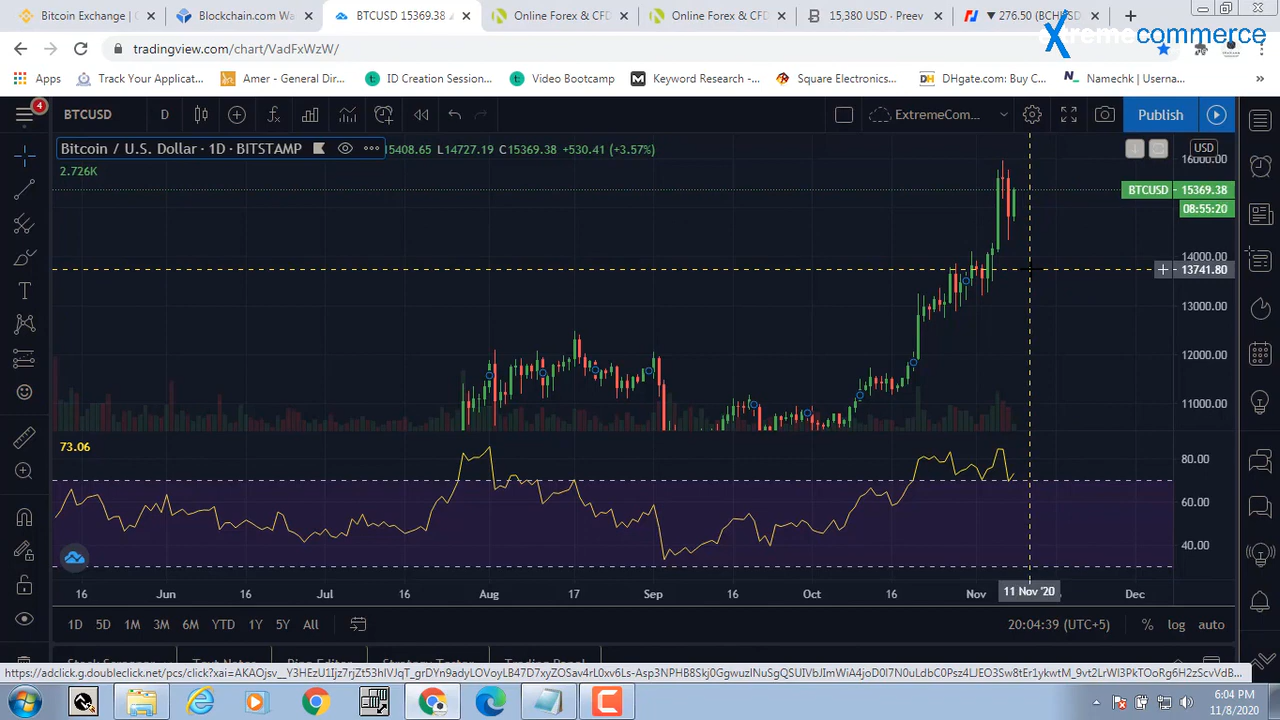 Bitcoin Exchange | C
Blockchain.com Wa
BTCUSD 15369.38
Online Forex & CFD
Online Forex & CFD
15,380 USD - Preev
▼ 276.50 (BCH
extremecommerce
tradingview.com/chart/VadFxWzW/
Apps
Track Your Applicat...
Amer - General Dir...
ID Creation Session...
Video Bootcamp
Keyword Research -...
Square Electronics...
DHgate.com: Buy C...
Namechk | Userna...
»
4
BTCUSD
D
ExtremeCom...
Publish
Bitcoin / U.S. Dollar · 1D · BITSTAMP
15408.65 L14727.19 C15369.38 +530.41 (+3.57%)
USD
2.726K
16000.00
BTCUSD 15369.38
08:55:20
14000.00
13741.80
13000.00
12000.00
11000.00
73.06
80.00
60.00
40.00
16 Jun 16 Jul 16 Aug 17 Sep 16 Oct 16 Nov 11 Nov '20 Dec
1D 5D 1M 3M 6M YTD 1Y 5Y All
20:04:39 (UTC+5)
% log auto
6:04 PM
11/8/2020